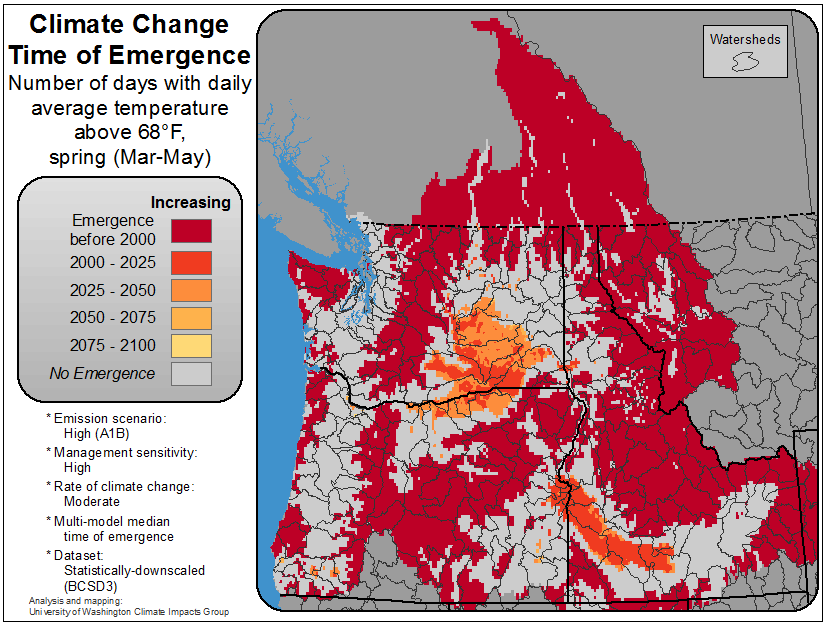 Climate Change
Time of Emergence
Number of days with daily
average temperature
above 68°F,
spring (Mar-May)
Increasing
Emergence
before 2000
2000 - 2025
2025 - 2050
2050 - 2075
2075 - 2100
No Emergence
* Emission scenario:
High (A1B)
* Management sensitivity:
High
* Rate of climate change:
Moderate
* Multi-model median
time of emergence
* Dataset:
Statistically-downscaled
(BCSD3)
Analysis and mapping:
University of Washington Climate Impacts Group
Watersheds